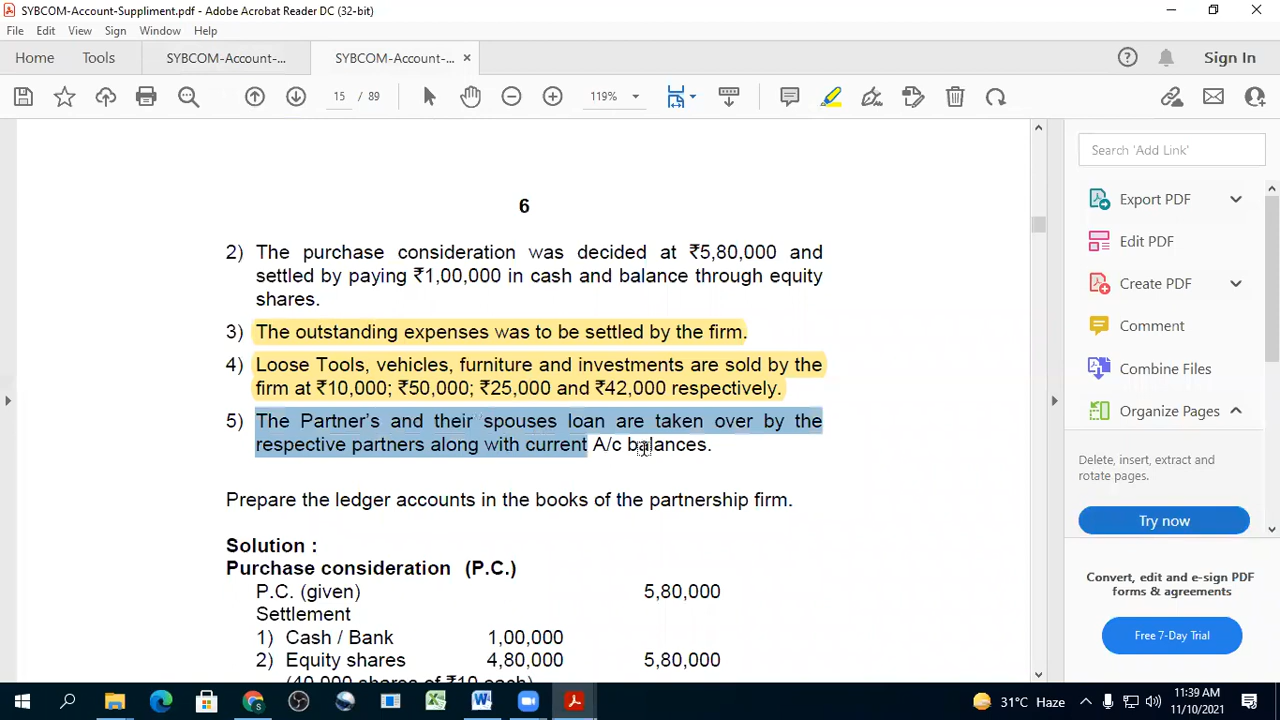 SYBCOM-Account-Suppliment.pdf - Adobe Acrobat Reader DC (32-bit)
File Edit View Sign Window Help
Home Tools SYBCOM-Account-... SYBCOM-Account-... × Sign In
15 / 89 119%
Search 'Add Link'
6
2) The purchase consideration was decided at ₹5,80,000 and
settled by paying ₹1,00,000 in cash and balance through equity
shares.
3) The outstanding expenses was to be settled by the firm.
4) Loose Tools, vehicles, furniture and investments are sold by the
firm at ₹10,000; ₹50,000; ₹25,000 and ₹42,000 respectively.
5) The Partner's and their spouses loan are taken over by the
respective partners along with current A/c balances.
Prepare the ledger accounts in the books of the partnership firm.
Solution :
Purchase consideration (P.C.)
P.C. (given) 5,80,000
Settlement
1) Cash / Bank 1,00,000
2) Equity shares 4,80,000 5,80,000
(40,000 shares of ₹10 each)
Export PDF
Edit PDF
Create PDF
Comment
Combine Files
Organize Pages
Delete, insert, extract and
rotate pages.
Try now
Convert, edit and e-sign PDF
forms & agreements
Free 7-Day Trial
31°C Haze
11:39 AM
11/10/2021